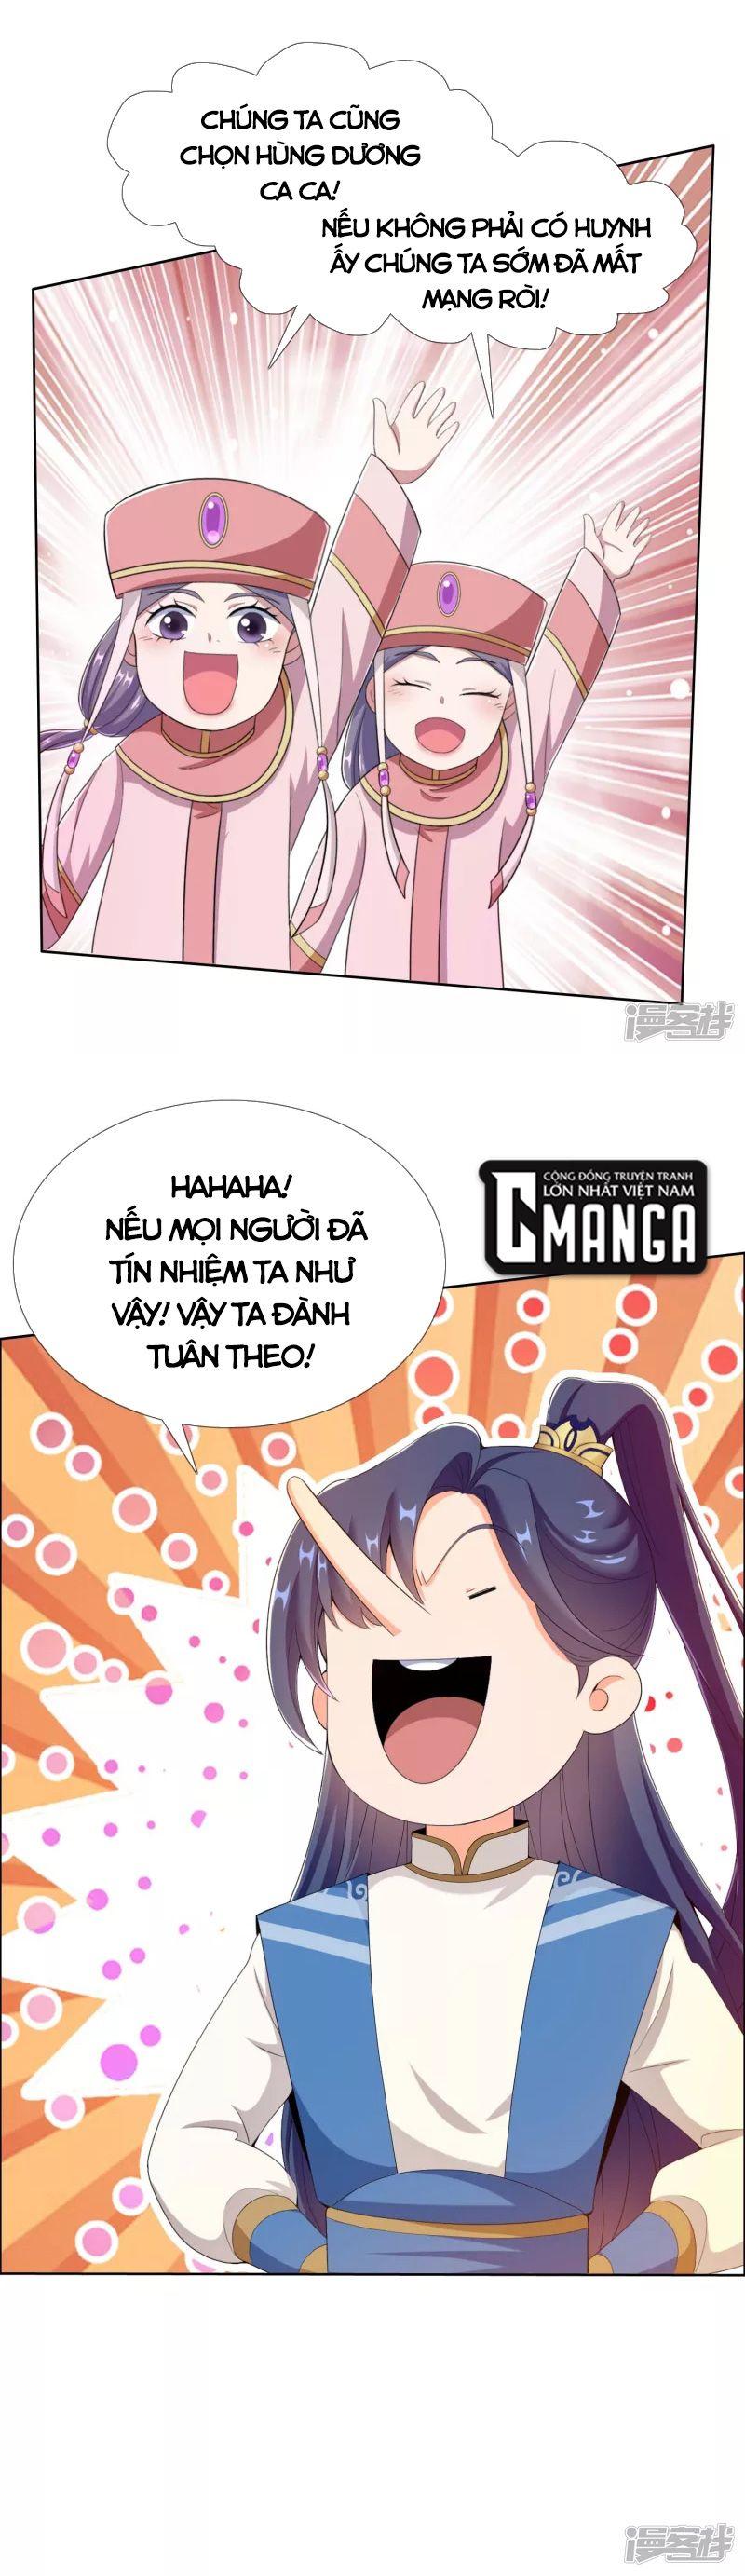 CHÚNG TA CŨNG
CHỌN HÙNG DƯƠNG
CA CA!
NẾU KHÔNG PHẢI CÓ HUYNH
ẤY CHÚNG TA SỚM ĐÃ MẤT
MẠNG RỒI!
漫客栈
HAHAHA!
NẾU MỌI NGƯỜI ĐÃ
TÍN NHIỆM TA NHƯ
VẬY! VẬY TA ĐÀNH
TUÂN THEO!
CỘNG ĐỒNG TRUYỆN TRANH
LỚN NHẤT VIỆT NAM
CMANGA
漫客栈